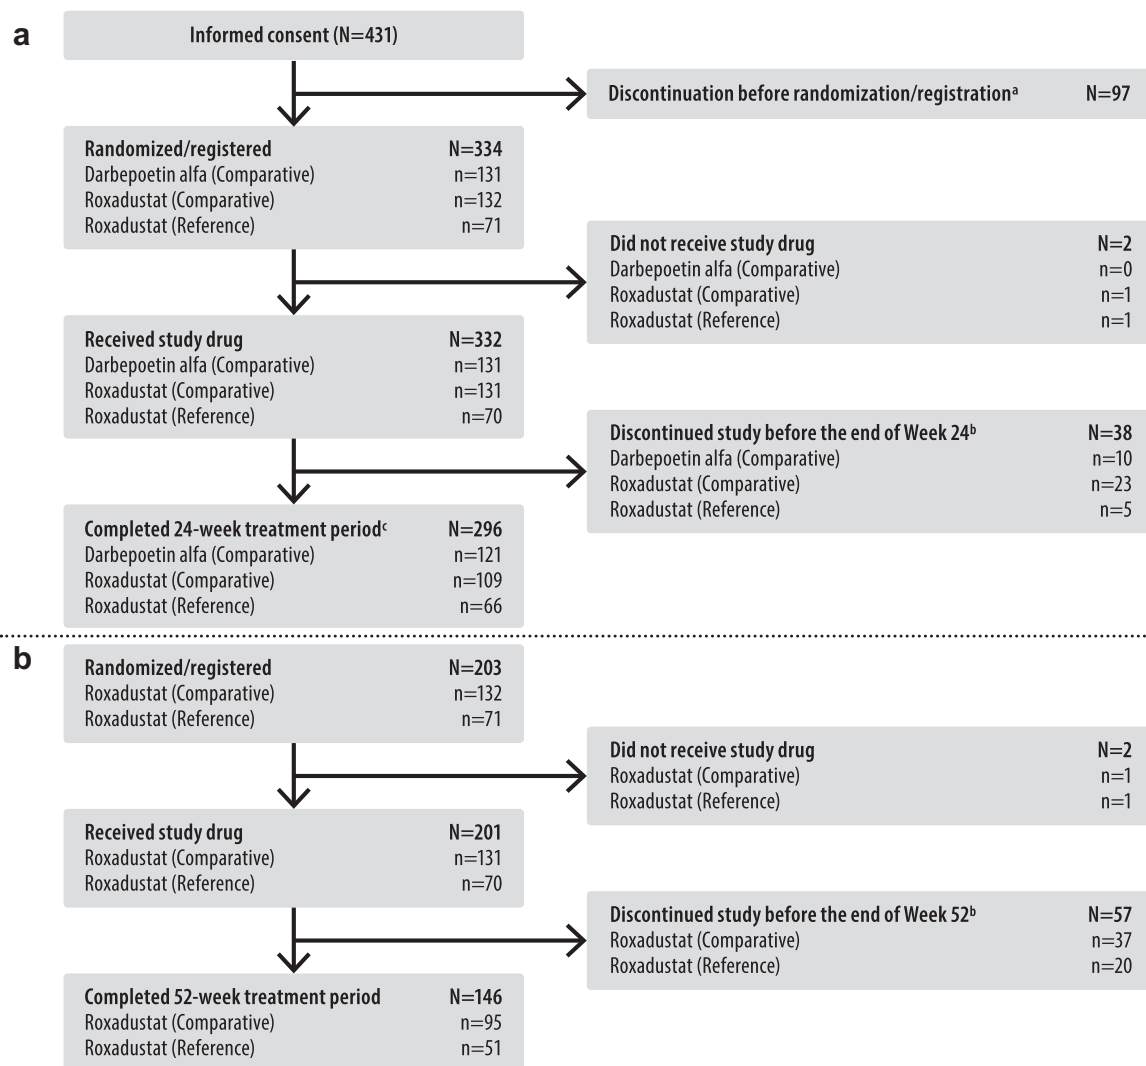 a
Informed consent (N=431)
Discontinuation before randomization/registrationᵃ N=97
Randomized/registered N=334
Darbepoetin alfa (Comparative) n=131
Roxadustat (Comparative) n=132
Roxadustat (Reference) n=71
Did not receive study drug N=2
Darbepoetin alfa (Comparative) n=0
Roxadustat (Comparative) n=1
Roxadustat (Reference) n=1
Received study drug N=332
Darbepoetin alfa (Comparative) n=131
Roxadustat (Comparative) n=131
Roxadustat (Reference) n=70
Discontinued study before the end of Week 24ᵇ N=38
Darbepoetin alfa (Comparative) n=10
Roxadustat (Comparative) n=23
Roxadustat (Reference) n=5
Completed 24-week treatment periodᶜ N=296
Darbepoetin alfa (Comparative) n=121
Roxadustat (Comparative) n=109
Roxadustat (Reference) n=66
b
Randomized/registered N=203
Roxadustat (Comparative) n=132
Roxadustat (Reference) n=71
Did not receive study drug N=2
Roxadustat (Comparative) n=1
Roxadustat (Reference) n=1
Received study drug N=201
Roxadustat (Comparative) n=131
Roxadustat (Reference) n=70
Discontinued study before the end of Week 52ᵇ N=57
Roxadustat (Comparative) n=37
Roxadustat (Reference) n=20
Completed 52-week treatment period N=146
Roxadustat (Comparative) n=95
Roxadustat (Reference) n=51